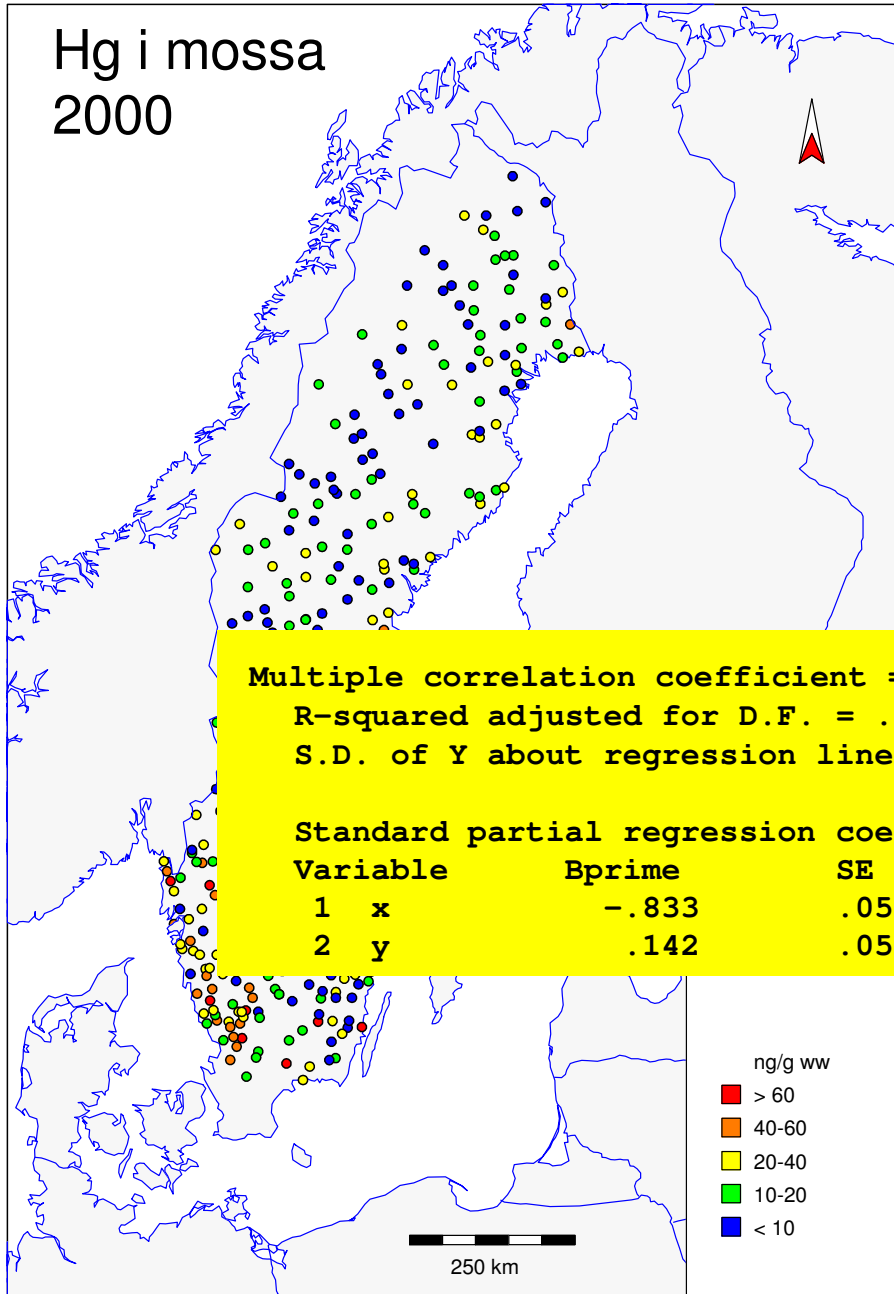 Hg i mossa
2000
Multiple correlation coefficient =
R-squared adjusted for D.F. = .
S.D. of Y about regression line
Standard partial regression coe
Variable Bprime SE
1 x -.833 .05
2 y .142 .05
ng/g ww
> 60
40-60
20-40
10-20
< 10
250 km